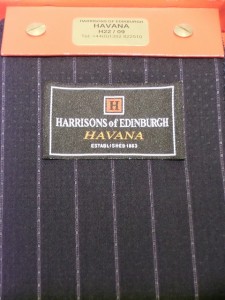 HARRISONS OF EDINBURGH
HAVANA
H22 / 09
H
HARRISONS of EDINBURGH
HAVANA
ESTABLISHED 1863